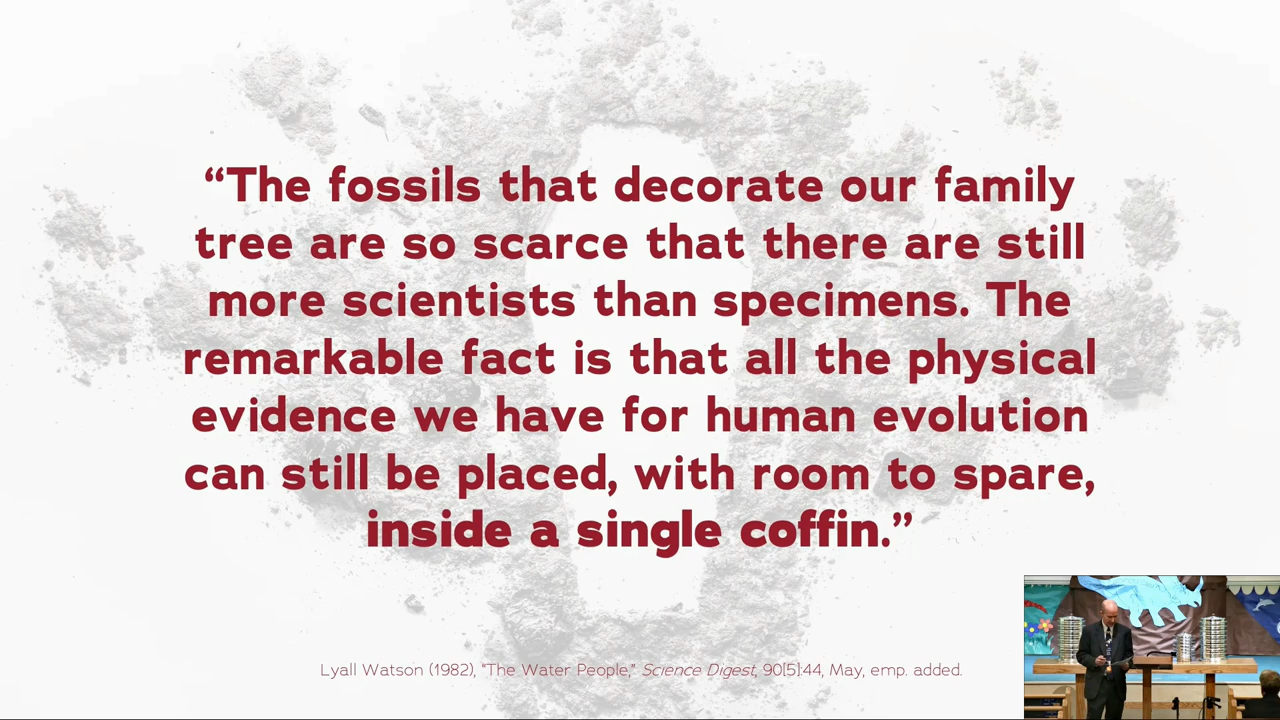 “The fossils that decorate our family
tree are so scarce that there are still
more scientists than specimens. The
remarkable fact is that all the physical
evidence we have for human evolution
can still be placed, with room to spare,
inside a single coffin.”
Lyall Watson (1982), “The Water People,” Science Digest, 90[5]:44, May, emp. added.